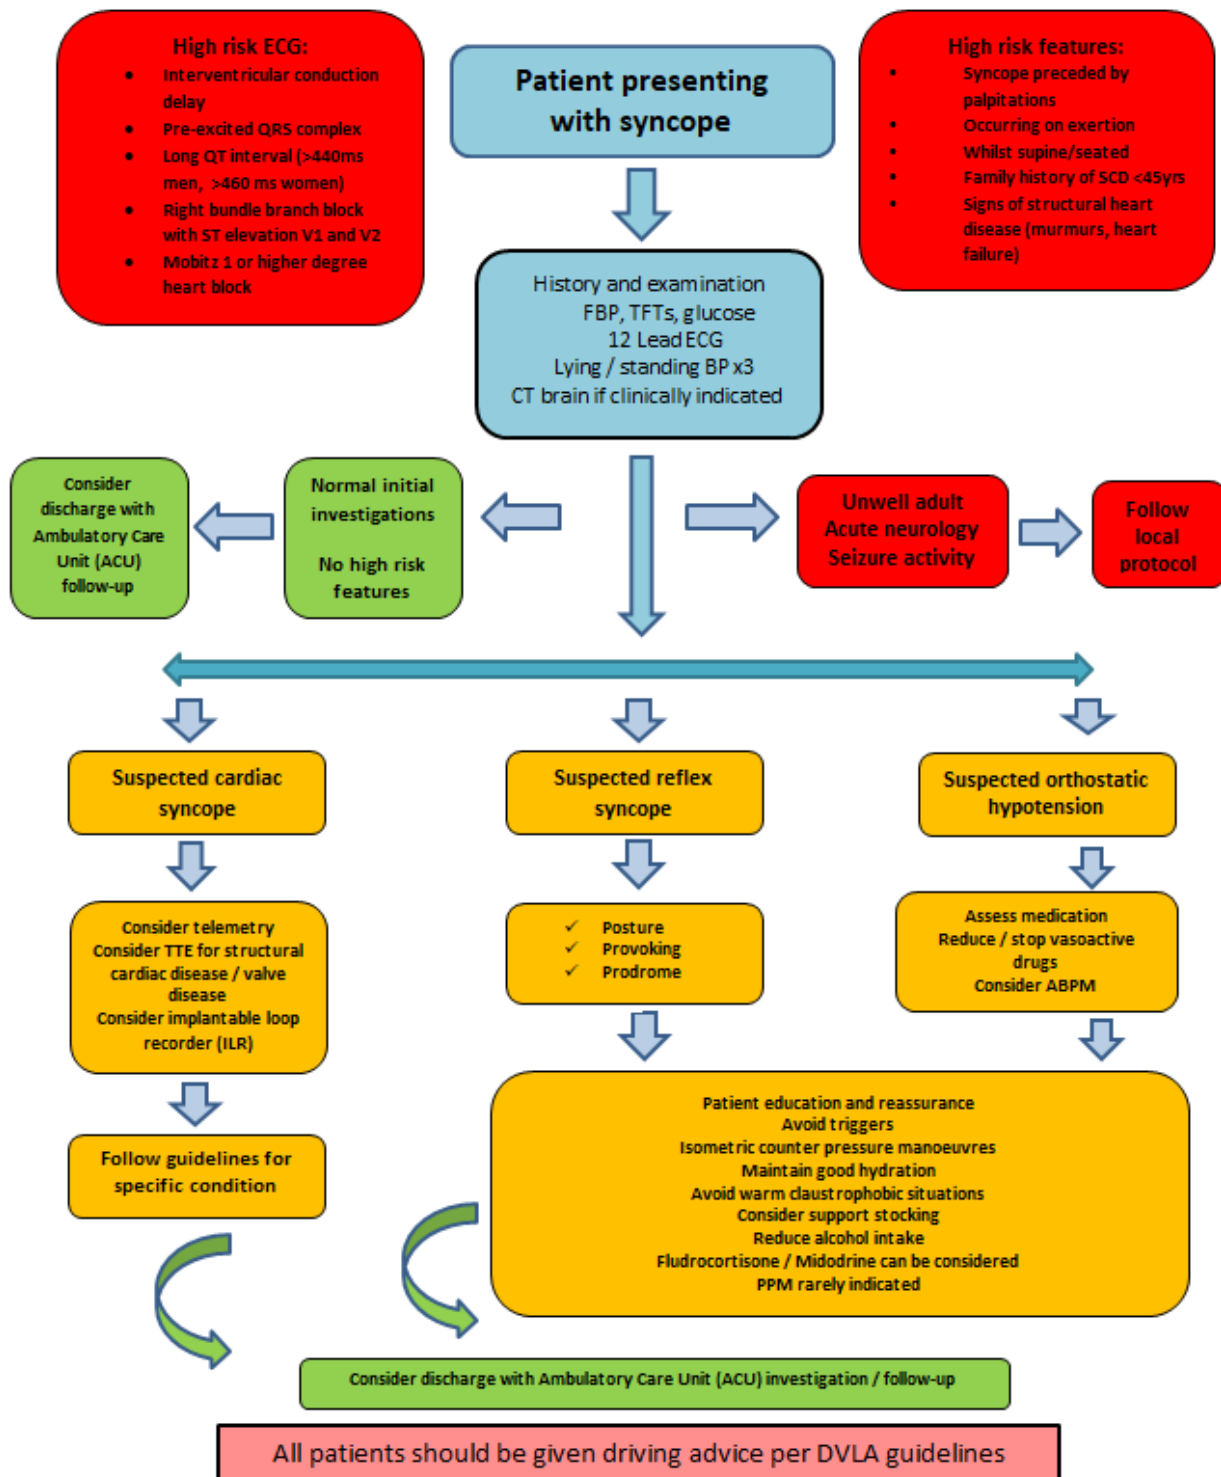 High risk ECG:
• Interventricular conduction
delay
• Pre-excited QRS complex
• Long QT interval (>440ms
men, >460 ms women)
• Right bundle branch block
with ST elevation V1 and V2
• Mobitz 1 or higher degree
heart block
Patient presenting
with syncope
High risk features:
• Syncope preceded by
palpitations
• Occurring on exertion
• Whilst supine/seated
• Family history of SCD <45yrs
• Signs of structural heart
disease (murmurs, heart
failure)
History and examination
FBP, TFTs, glucose
12 Lead ECG
Lying / standing BP x3
CT brain if clinically indicated
Consider
discharge with
Ambulatory Care
Unit (ACU)
follow-up
Normal initial
investigations
No high risk
features
Unwell adult
Acute neurology
Seizure activity
Follow
local
protocol
Suspected cardiac
syncope
Suspected reflex
syncope
Suspected orthostatic
hypotension
Consider telemetry
Consider TTE for structural
cardiac disease / valve
disease
Consider implantable loop
recorder (ILR)
✓ Posture
✓ Provoking
✓ Prodrome
Assess medication
Reduce / stop vasoactive
drugs
Consider ABPM
Follow guidelines for
specific condition
Patient education and reassurance
Avoid triggers
Isometric counter pressure manoeuvres
Maintain good hydration
Avoid warm claustrophobic situations
Consider support stocking
Reduce alcohol intake
Fludrocortisone / Midodrine can be considered
PPM rarely indicated
Consider discharge with Ambulatory Care Unit (ACU) investigation / follow-up
All patients should be given driving advice per DVLA guidelines